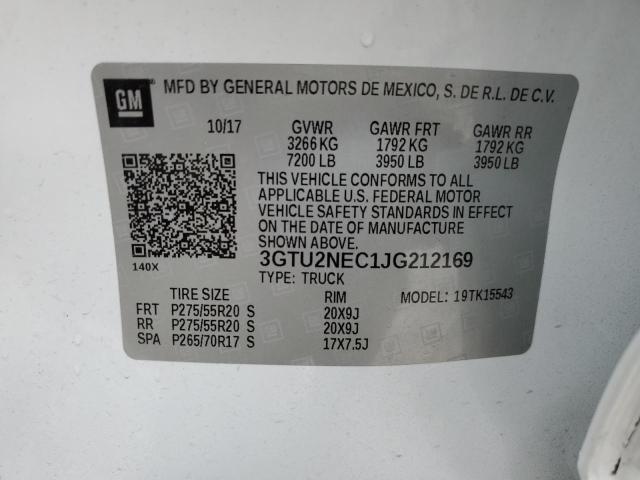 GM
MFD BY GENERAL MOTORS DE MEXICO, S. DE R.L. DE C.V.
10/17 GVWR GAWR FRT GAWR RR
3266 KG 1792 KG 1792 KG
7200 LB 3950 LB 3950 LB
THIS VEHICLE CONFORMS TO ALL
APPLICABLE U.S. FEDERAL MOTOR
VEHICLE SAFETY STANDARDS IN EFFECT
ON THE DATE OF MANUFACTURE
SHOWN ABOVE.
140X 3GTU2NEC1JG212169
TYPE: TRUCK
TIRE SIZE RIM MODEL: 19TK15543
FRT P275/55R20 S 20X9J
RR P275/55R20 S 20X9J
SPA P265/70R17 S 17X7.5J